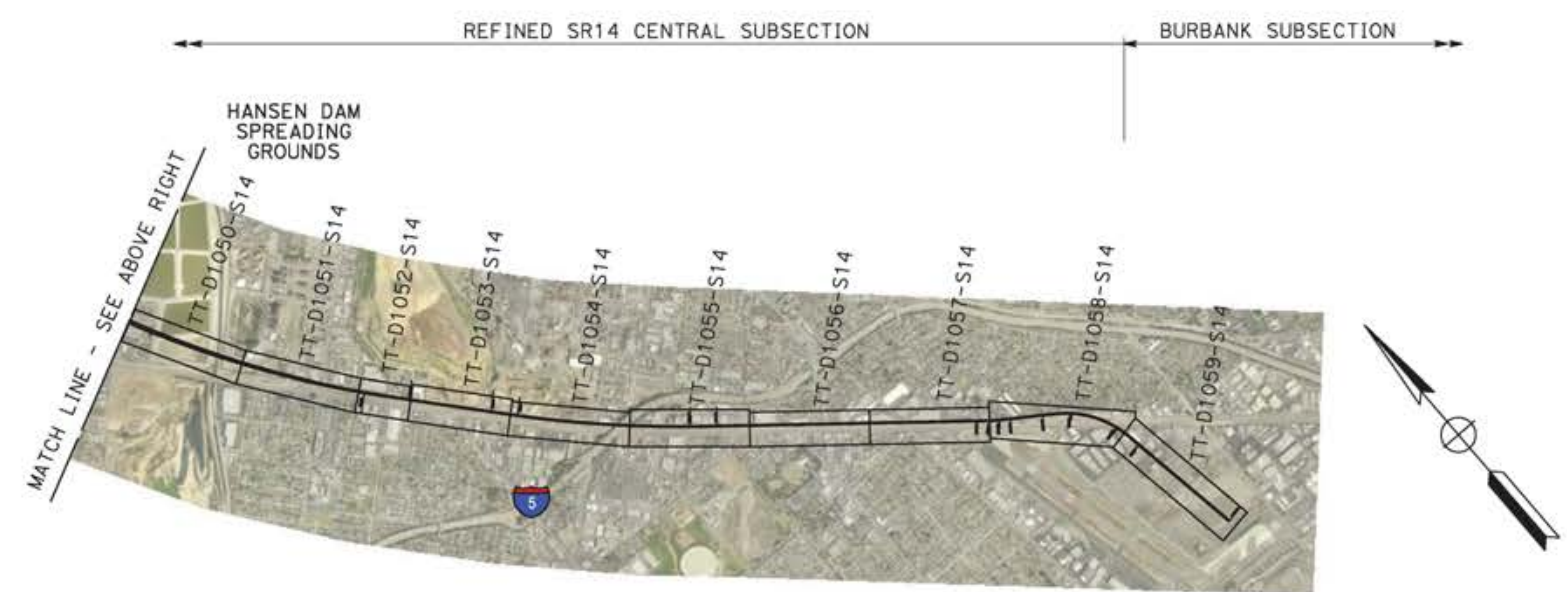 REFINED SR14 CENTRAL SUBSECTION
BURBANK SUBSECTION
HANSEN DAM
SPREADING
GROUNDS
MATCH LINE - SEE ABOVE RIGHT
TT-D1050-S14
TT-D1051-S14
TT-D1052-S14
TT-D1053-S14
TT-D1054-S14
TT-D1055-S14
TT-D1056-S14
TT-D1057-S14
TT-D1058-S14
TT-D1059-S14
5